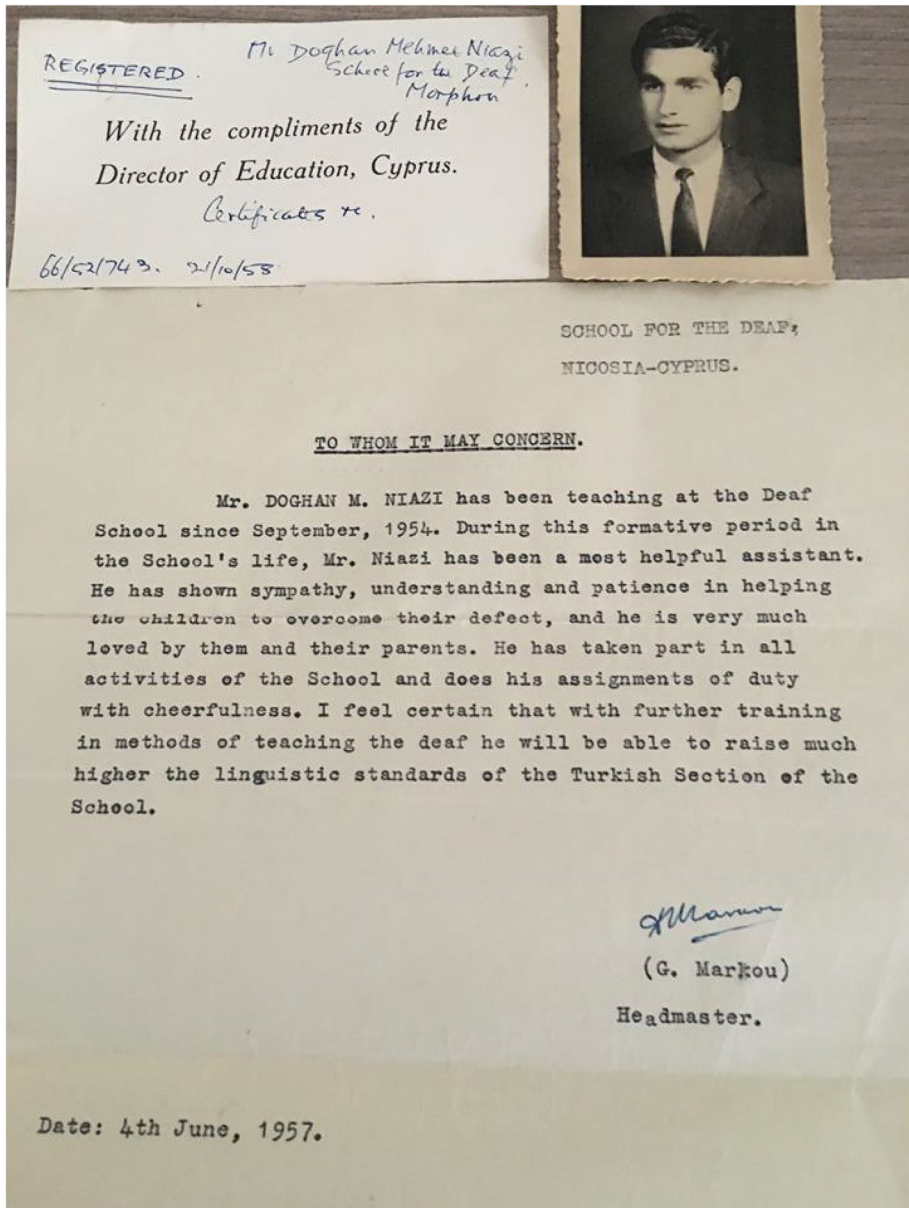 REGISTERED.
Mr Doghan Mehmet Niazi
School for the Deaf
Morphou
With the compliments of the
Director of Education, Cyprus.
Certificates &c.
66/52/743. 21/10/58
SCHOOL FOR THE DEAF,
NICOSIA-CYPRUS.
TO WHOM IT MAY CONCERN.
Mr. DOGHAN M. NIAZI has been teaching at the Deaf
School since September, 1954. During this formative period in
the School's life, Mr. Niazi has been a most helpful assistant.
He has shown sympathy, understanding and patience in helping
the children to overcome their defect, and he is very much
loved by them and their parents. He has taken part in all
activities of the School and does his assignments of duty
with cheerfulness. I feel certain that with further training
in methods of teaching the deaf he will be able to raise much
higher the linguistic standards of the Turkish Section of the
School.
(G. Markou)
Headmaster.
Date: 4th June, 1957.